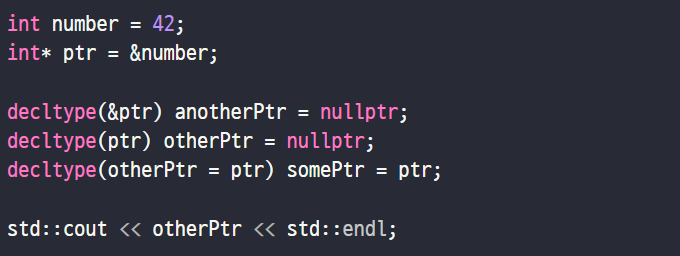 int number = 42;
int* ptr = &number;
decltype(&ptr) anotherPtr = nullptr;
decltype(ptr) otherPtr = nullptr;
decltype(otherPtr = ptr) somePtr = ptr;
std::cout << otherPtr << std::endl;